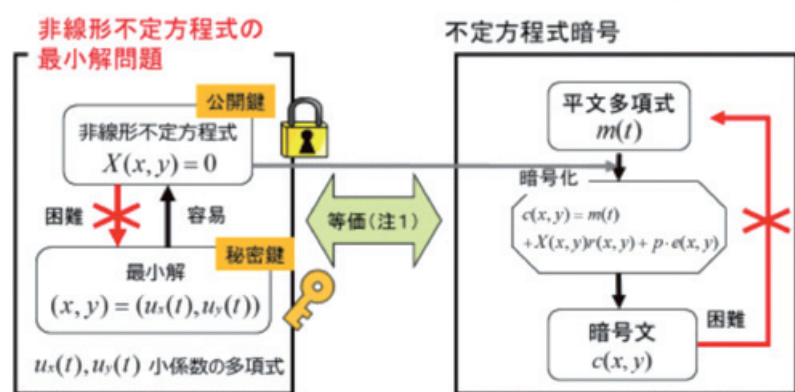 非線形不定方程式の
最小解問題
公開鍵
非線形不定方程式
X(x, y) = 0
困難
容易
秘密鍵
最小解
(x, y) = (uₓ(t), u_y(t))
uₓ(t), u_y(t) 小係数の多項式
等価(注1)
不定方程式暗号
平文多項式
m(t)
暗号化
c(x, y) = m(t)
+X(x, y)r(x, y) + p·e(x, y)
暗号文
c(x, y)
困難